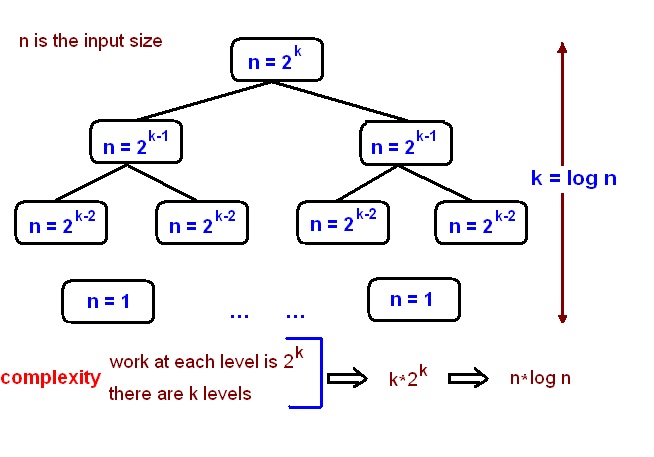 n is the input size
n = 2^k
n = 2^k-1
n = 2^k-1
k = log n
n = 2^k-2
n = 2^k-2
n = 2^k-2
n = 2^k-2
n = 1
... ...
n = 1
complexity
work at each level is 2^k
there are k levels
k*2^k
n*log n